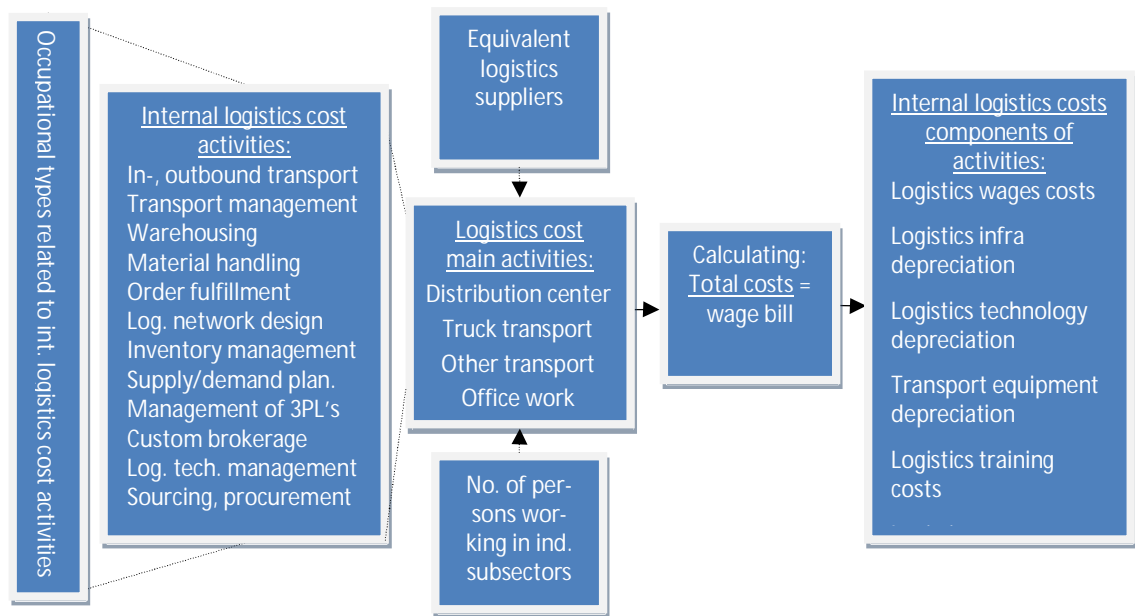 Occupational types related to int. logistics cost activities
Internal logistics cost
activities:
In-, outbound transport
Transport management
Warehousing
Material handling
Order fulfillment
Log. network design
Inventory management
Supply/demand plan.
Management of 3PL's
Custom brokerage
Log. tech. management
Sourcing, procurement
Equivalent
logistics
suppliers
Logistics cost
main activities:
Distribution center
Truck transport
Other transport
Office work
No. of per-
sons wor-
king in ind.
subsectors
Calculating:
Total costs =
wage bill
Internal logistics costs
components of
activities:
Logistics wages costs
Logistics infra
depreciation
Logistics technology
depreciation
Transport equipment
depreciation
Logistics training
costs